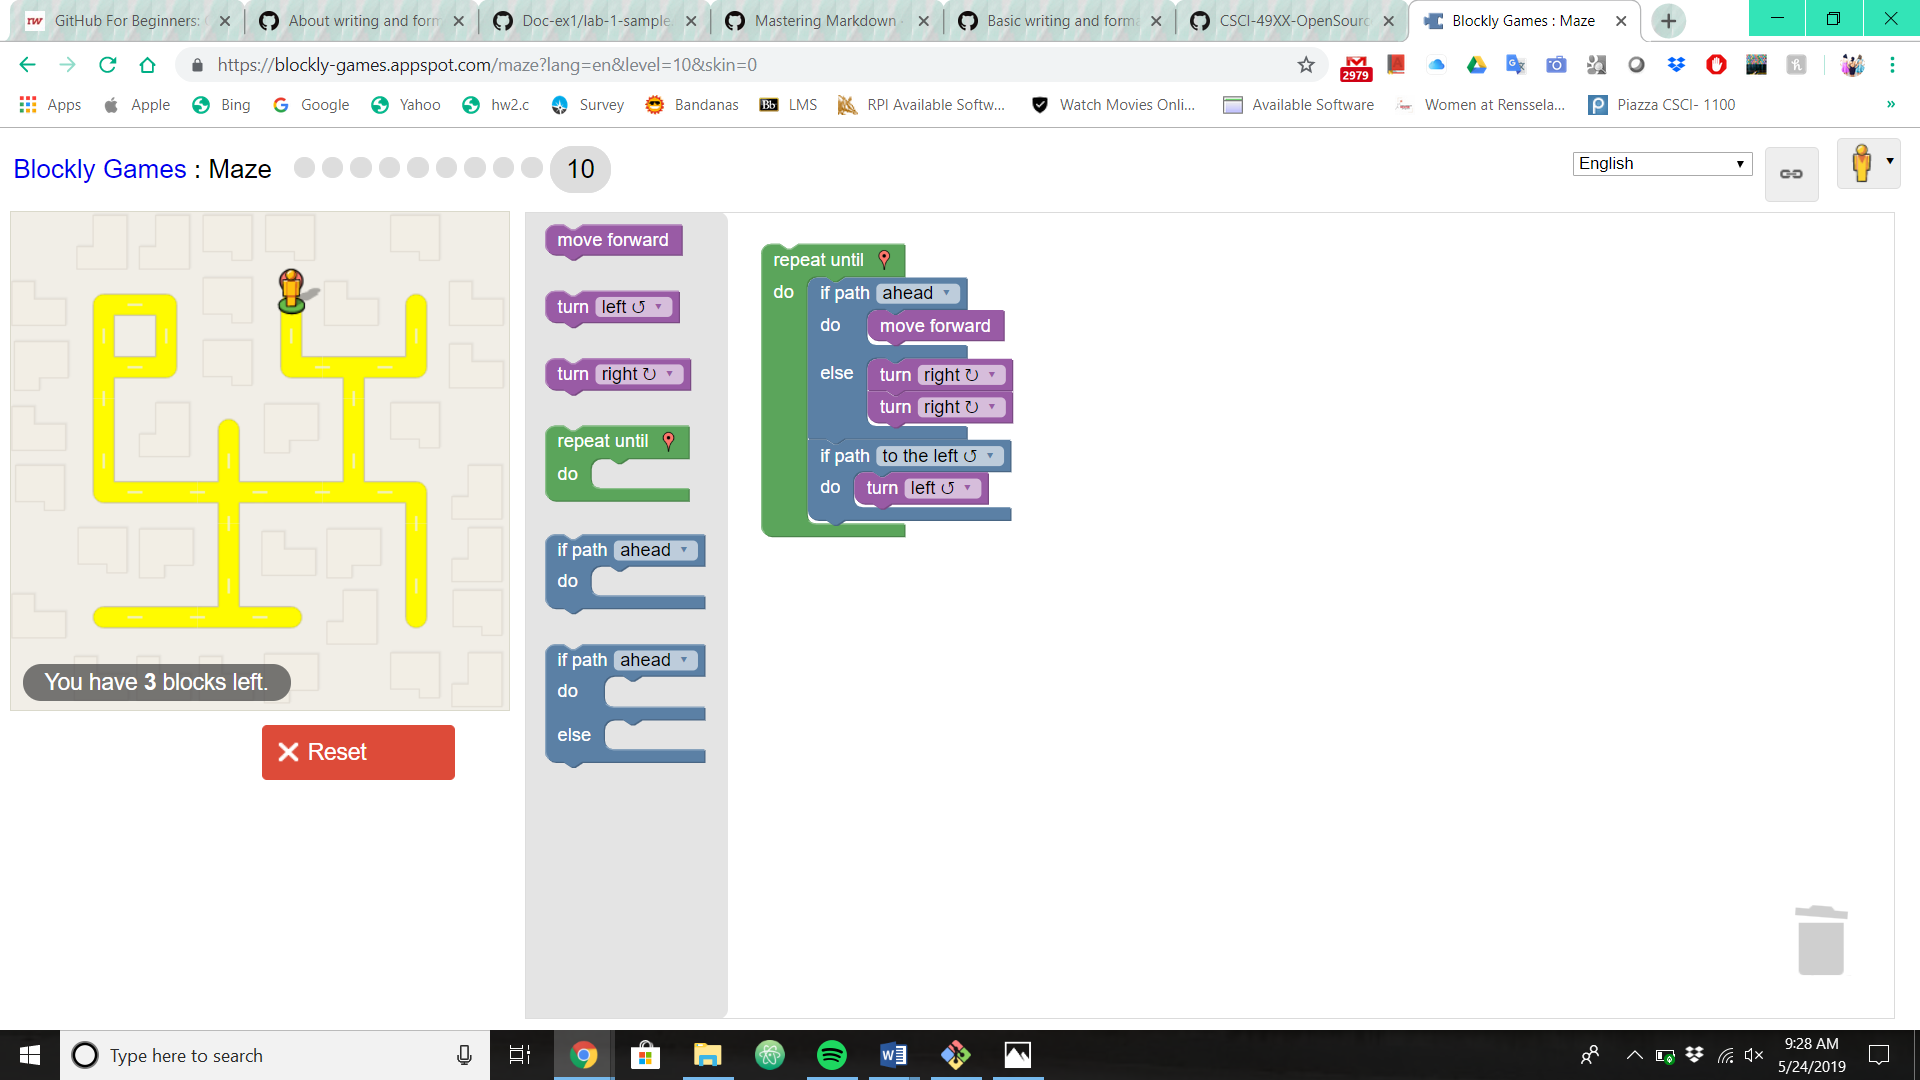 GitHub For Beginners:
About writing and form
Doc-ex1/lab-1-sample
Mastering Markdown
Basic writing and forma
CSCI-49XX-OpenSourc
Blockly Games : Maze
https://blockly-games.appspot.com/maze?lang=en&level=10&skin=0
2979
Apps
Apple
Bing
Google
Yahoo
hw2.c
Survey
Bandanas
Bb
LMS
RPI Available Softw...
Watch Movies Onli...
Available Software
Women at Renssela...
Piazza CSCI- 1100
»
Blockly Games : Maze
10
English
You have 3 blocks left.
Reset
move forward
turn left ↺
turn right ↻
repeat until
do
if path ahead
do
if path ahead
do
else
repeat until
do
if path ahead
do
move forward
else
turn right ↻
turn right ↻
if path to the left ↺
do
turn left ↺
Type here to search
9:28 AM
5/24/2019